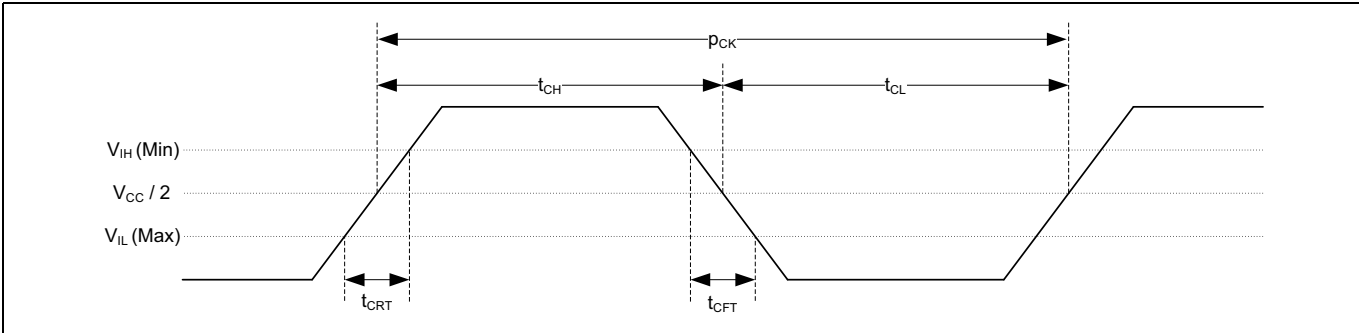 pCK
tCH
tCL
VIH (Min)
VCC / 2
VIL (Max)
tCRT
tCFT